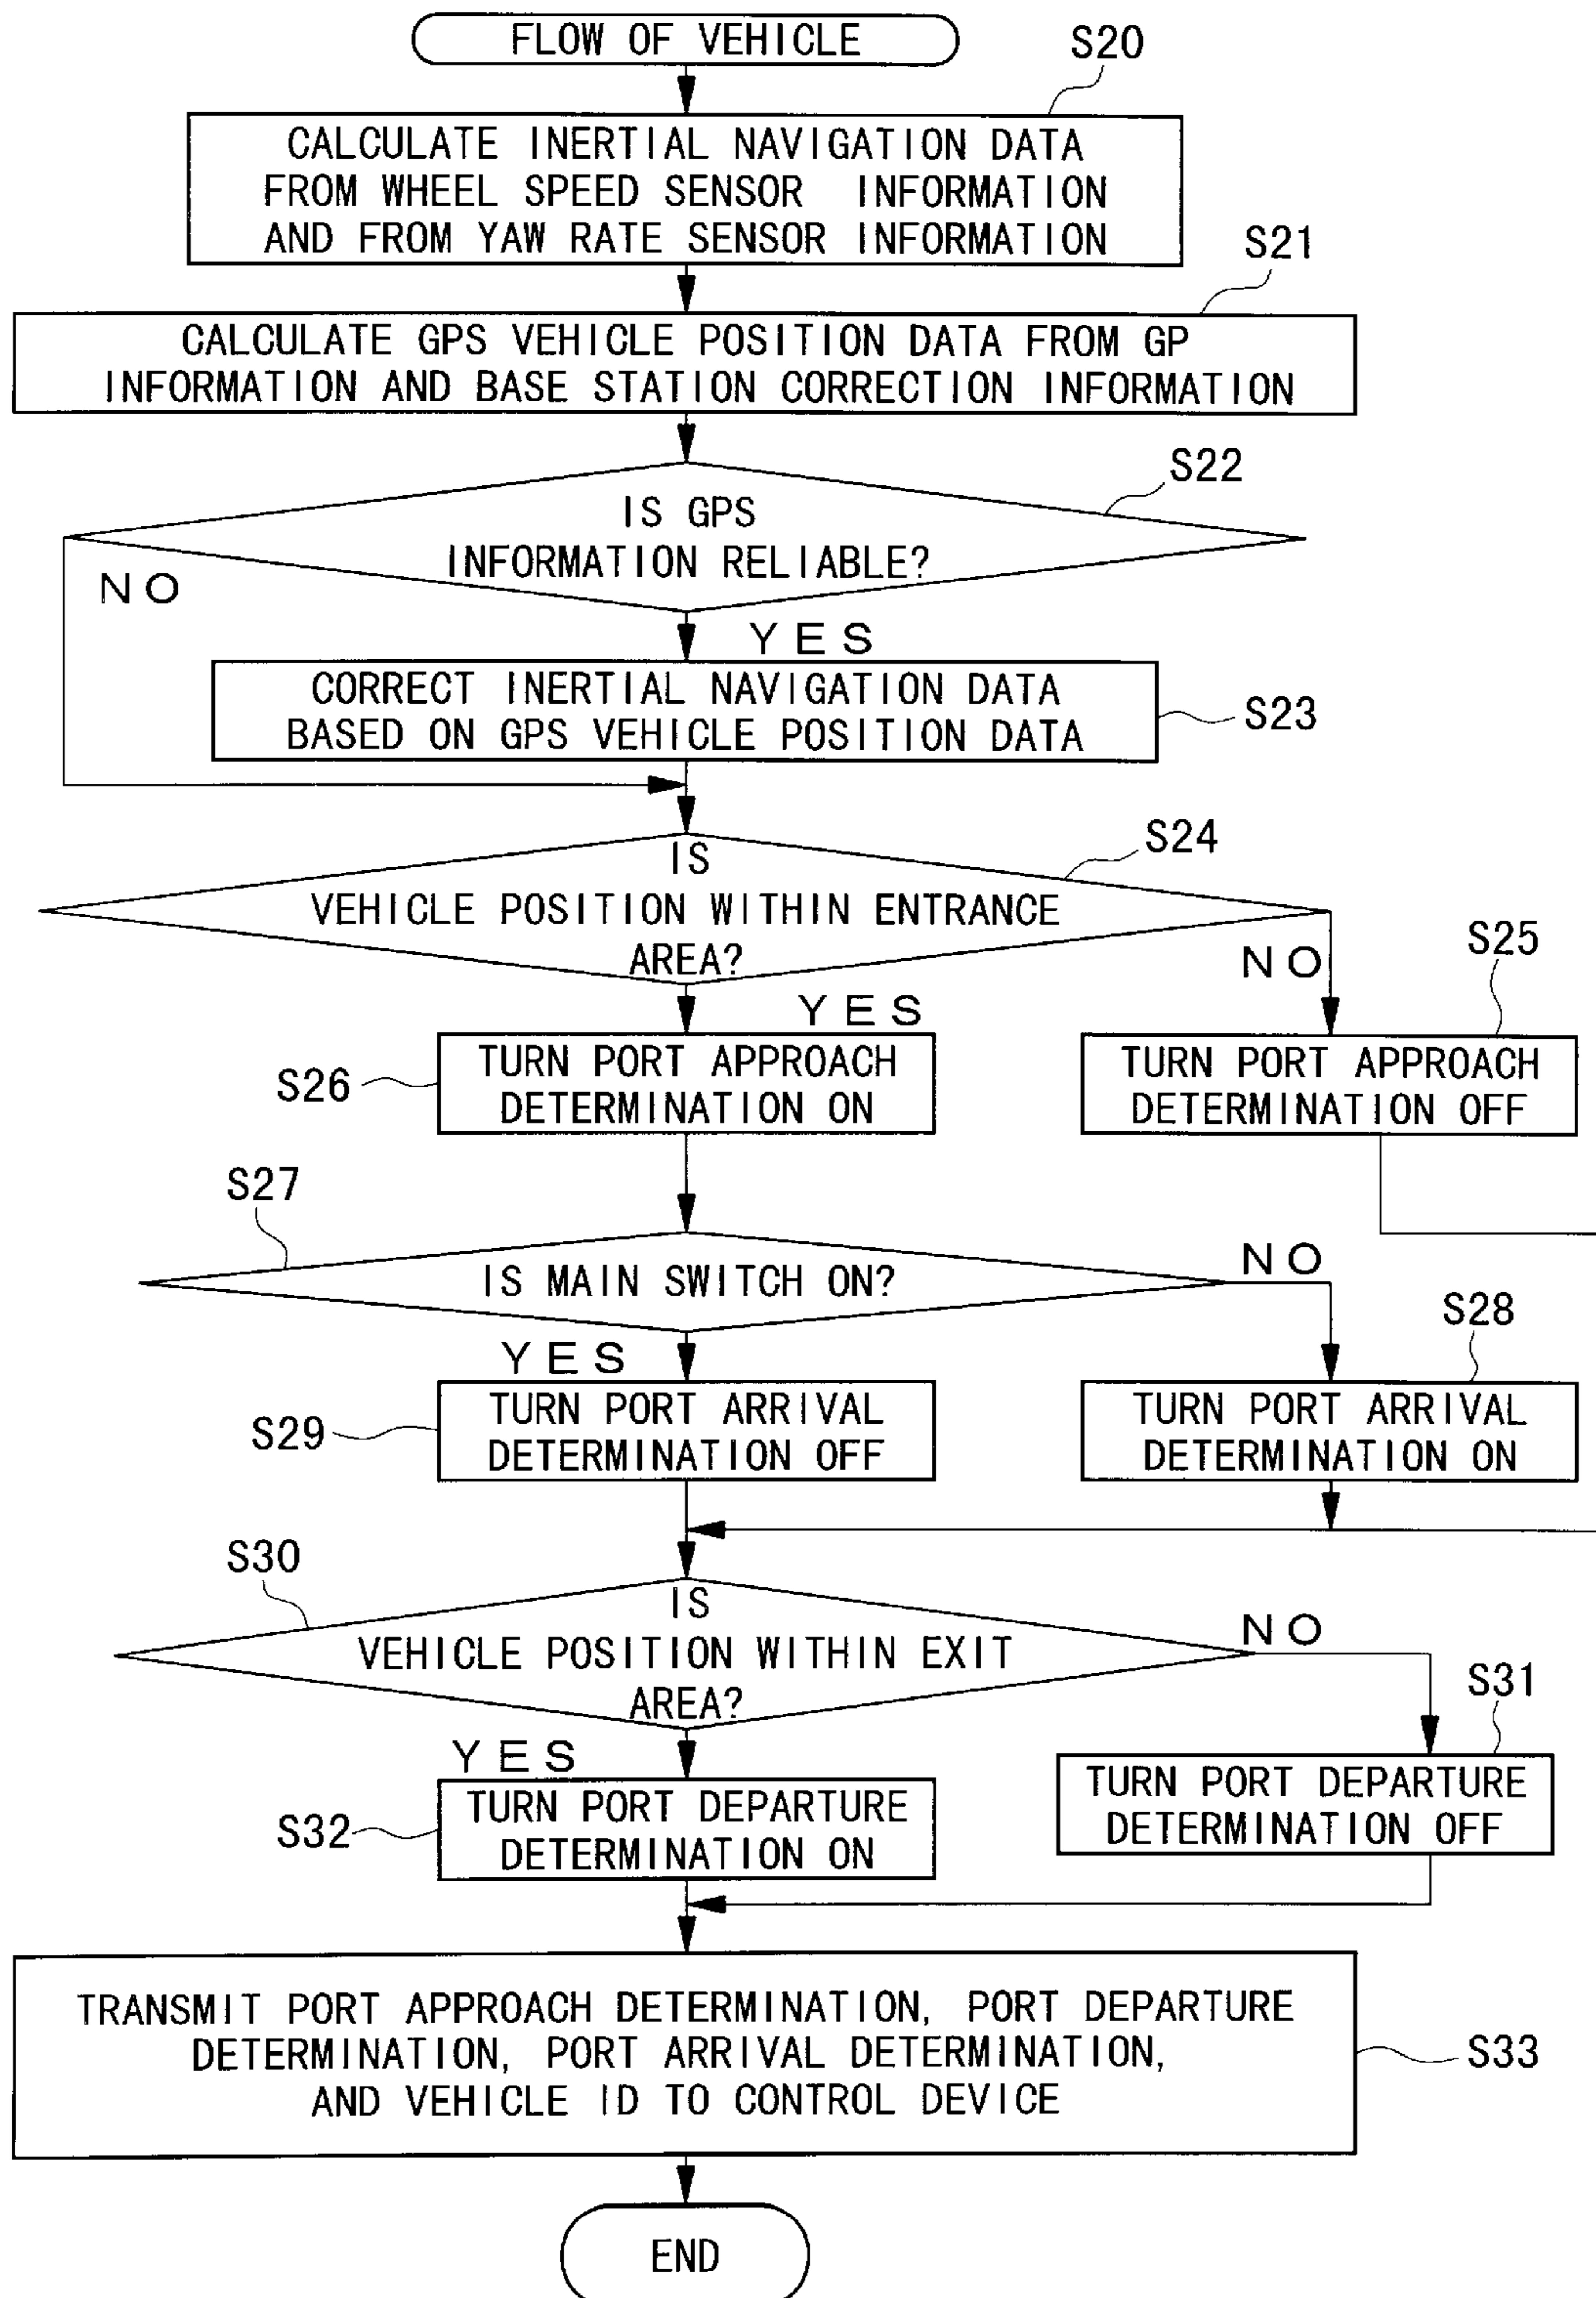 FLOW OF VEHICLE
S20
CALCULATE INERTIAL NAVIGATION DATA
FROM WHEEL SPEED SENSOR INFORMATION
AND FROM YAW RATE SENSOR INFORMATION
S21
CALCULATE GPS VEHICLE POSITION DATA FROM GP
INFORMATION AND BASE STATION CORRECTION INFORMATION
S22
IS GPS
INFORMATION RELIABLE?
NO
YES
CORRECT INERTIAL NAVIGATION DATA
BASED ON GPS VEHICLE POSITION DATA
S23
S24
IS
VEHICLE POSITION WITHIN ENTRANCE
AREA?
NO
S25
YES
TURN PORT APPROACH
DETERMINATION ON
S26
TURN PORT APPROACH
DETERMINATION OFF
S27
IS MAIN SWITCH ON?
NO
S28
YES
TURN PORT ARRIVAL
DETERMINATION OFF
S29
TURN PORT ARRIVAL
DETERMINATION ON
S30
IS
VEHICLE POSITION WITHIN EXIT
AREA?
NO
S31
YES
TURN PORT DEPARTURE
DETERMINATION ON
S32
TURN PORT DEPARTURE
DETERMINATION OFF
TRANSMIT PORT APPROACH DETERMINATION, PORT DEPARTURE
DETERMINATION, PORT ARRIVAL DETERMINATION,
AND VEHICLE ID TO CONTROL DEVICE
S33
END